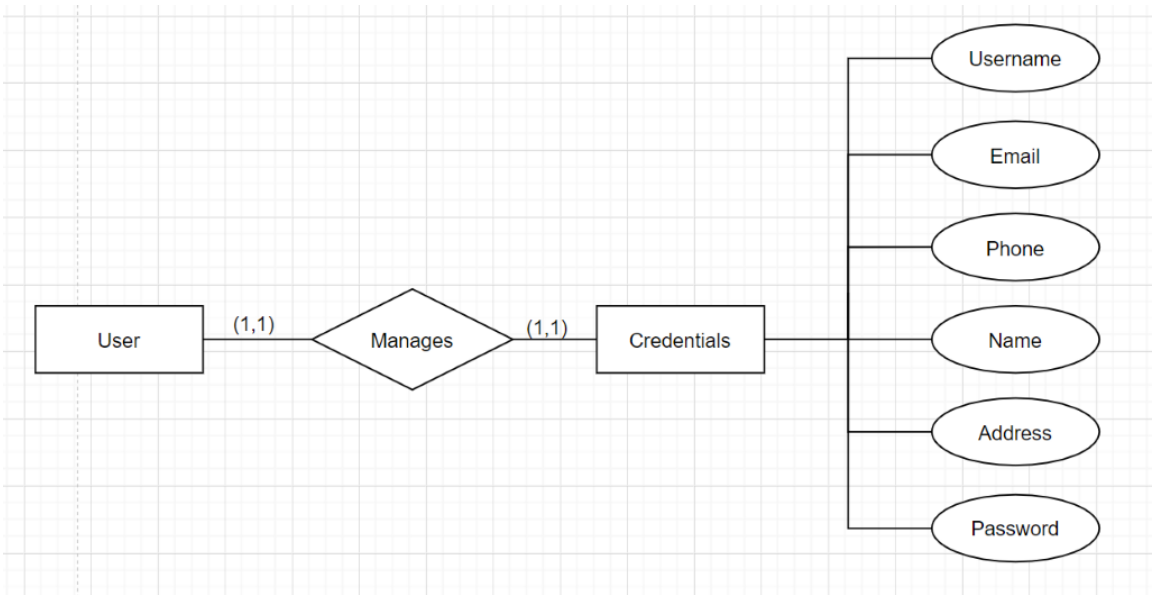 Username
Email
Phone
(1,1)
(1,1)
User
Manages
Credentials
Name
Address
Password